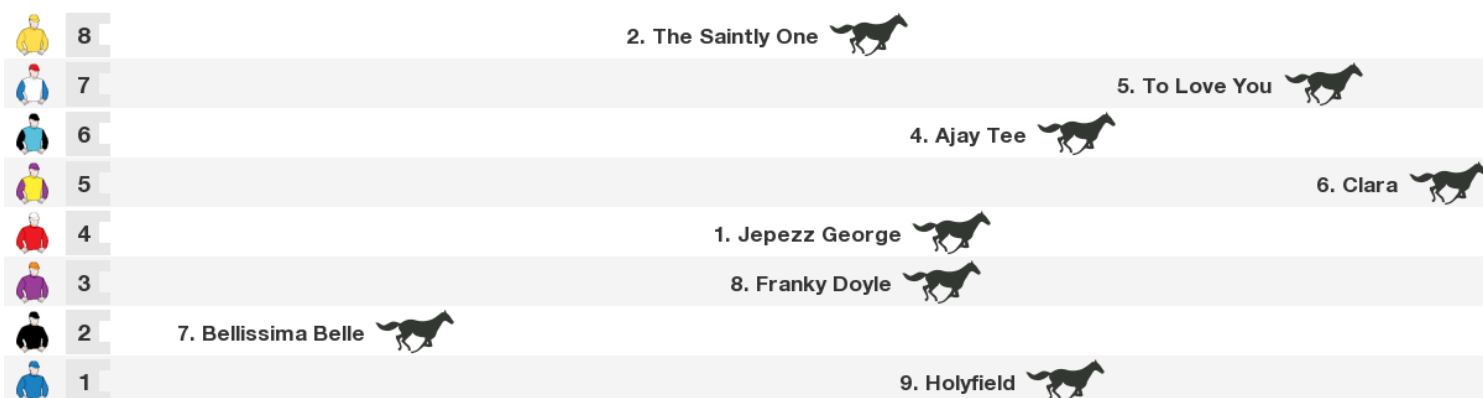 8 2. The Saintly One
7 5. To Love You
6 4. Ajay Tee
5 6. Clara
4 1. Jepezz George
3 8. Franky Doyle
2 7. Bellissima Belle
1 9. Holyfield